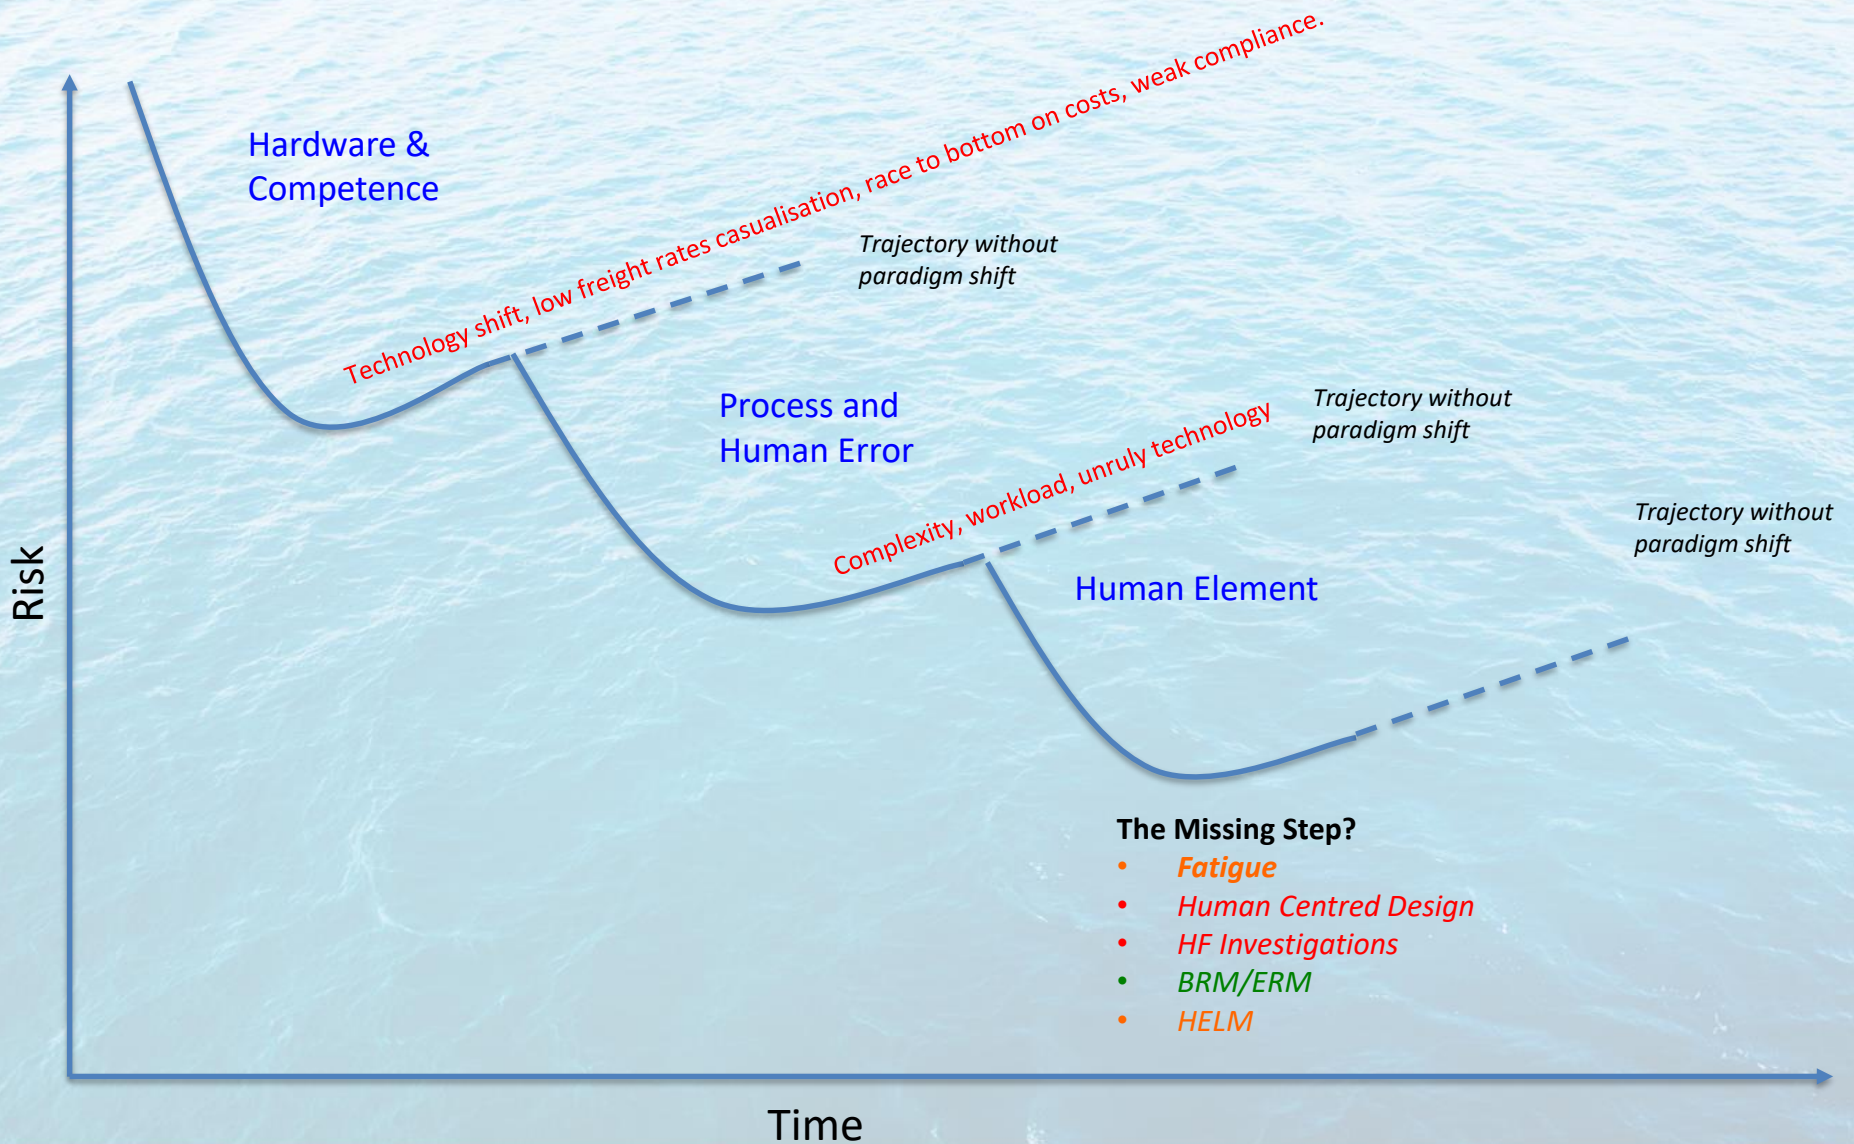 Technology shift, low freight rates casualisation, race to bottom on costs, weak compliance.
Hardware &
Competence
Trajectory without
paradigm shift
Process and
Human Error
Complexity, workload, unruly technology
Trajectory without
paradigm shift
Human Element
Trajectory without
paradigm shift
Risk
The Missing Step?
• Fatigue
• Human Centred Design
• HF Investigations
• BRM/ERM
• HELM
Time